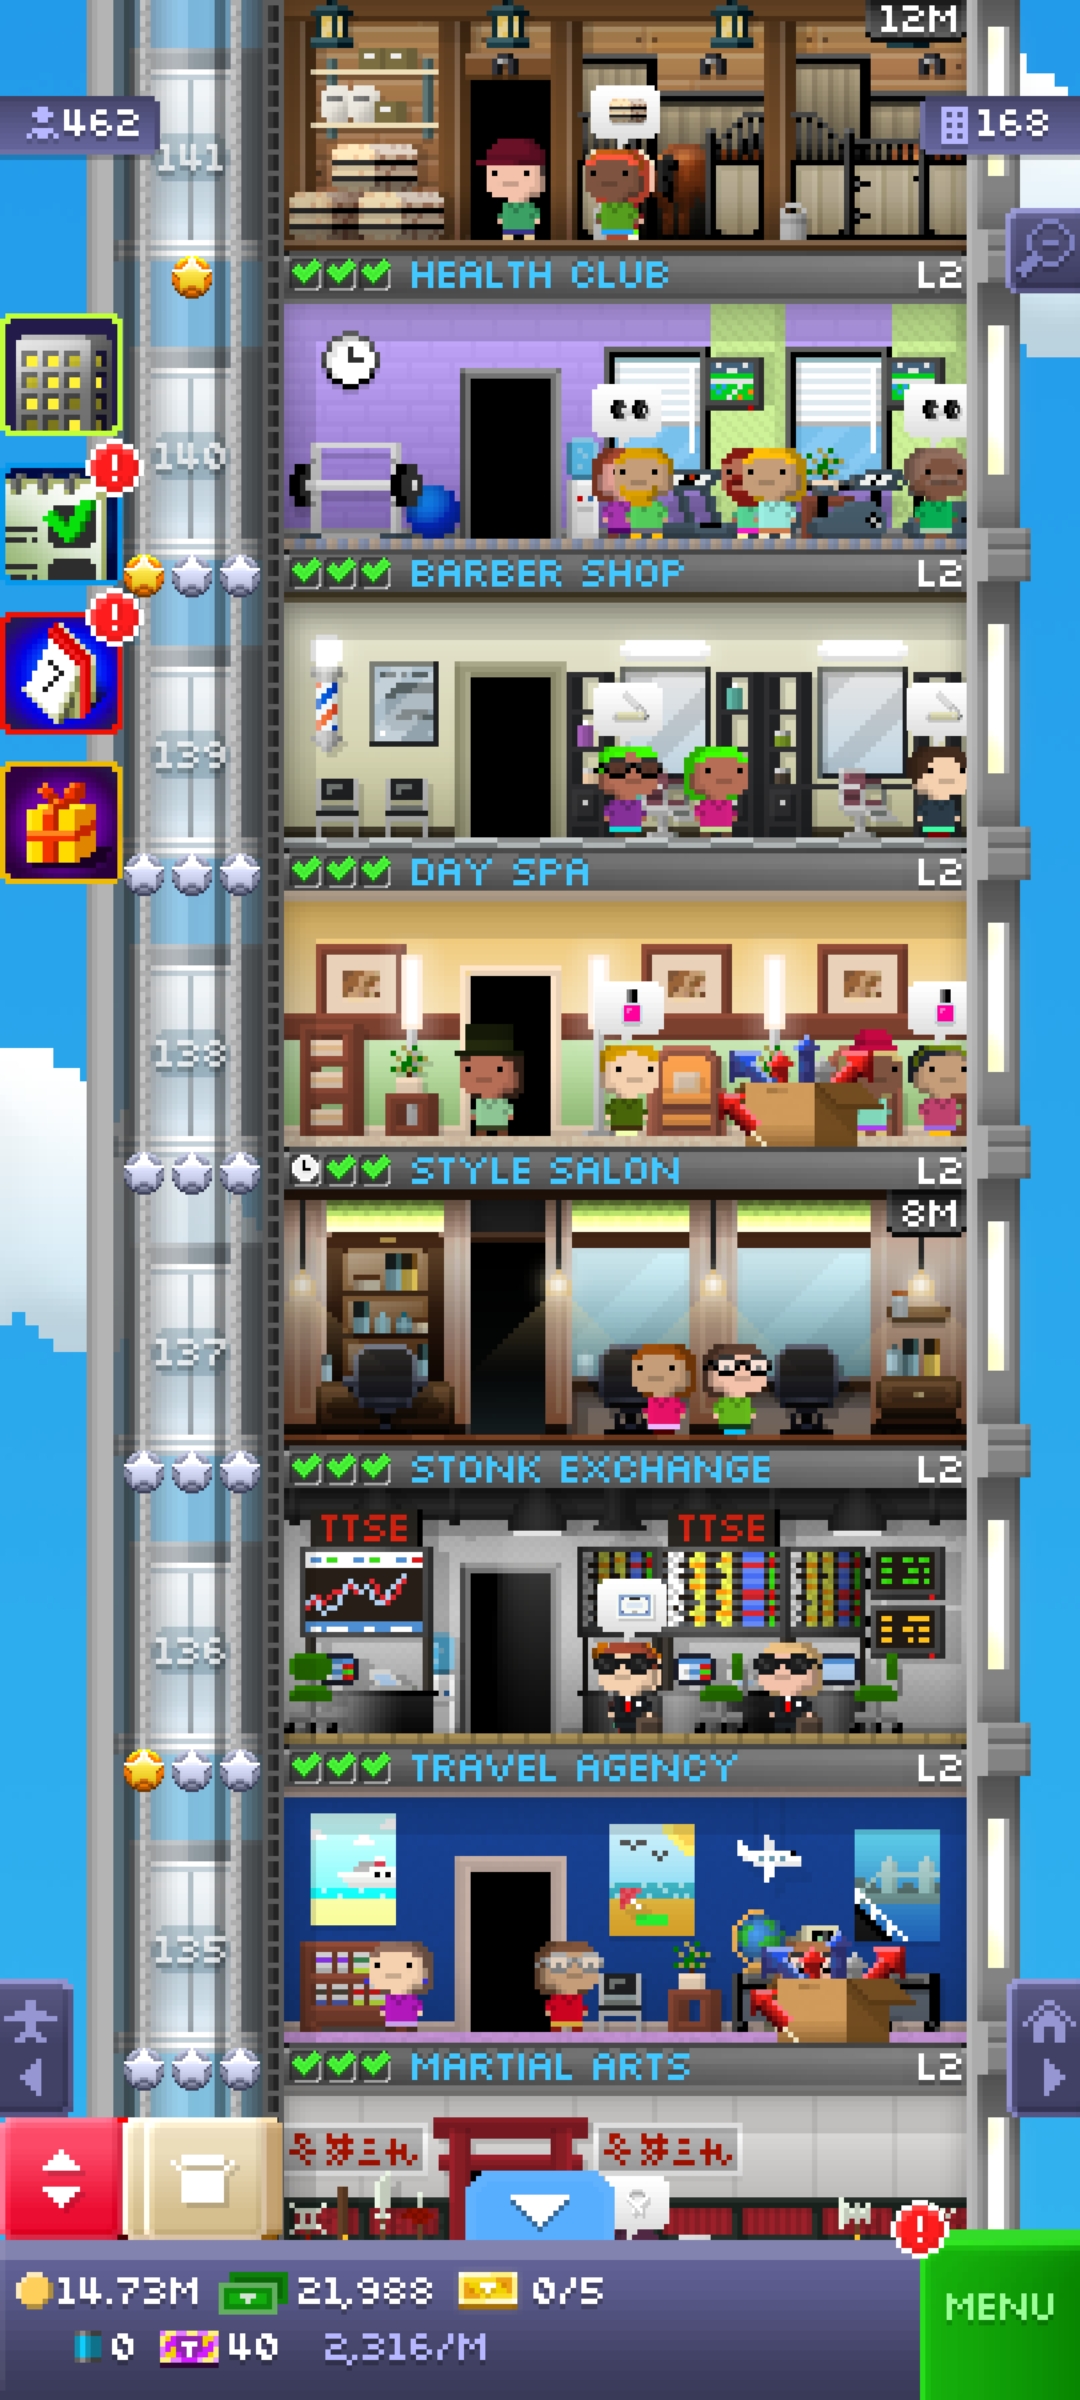 12M
462
168
141
HEALTH CLUB L2
140
BARBER SHOP L2
139
DAY SPA L2
138
STYLE SALON L2
8M
137
STONK EXCHANGE L2
TTSE TTSE
136
TRAVEL AGENCY L2
135
MARTIAL ARTS L2
14.73M 21,988 0/5
MENU
0 40 2,316/M